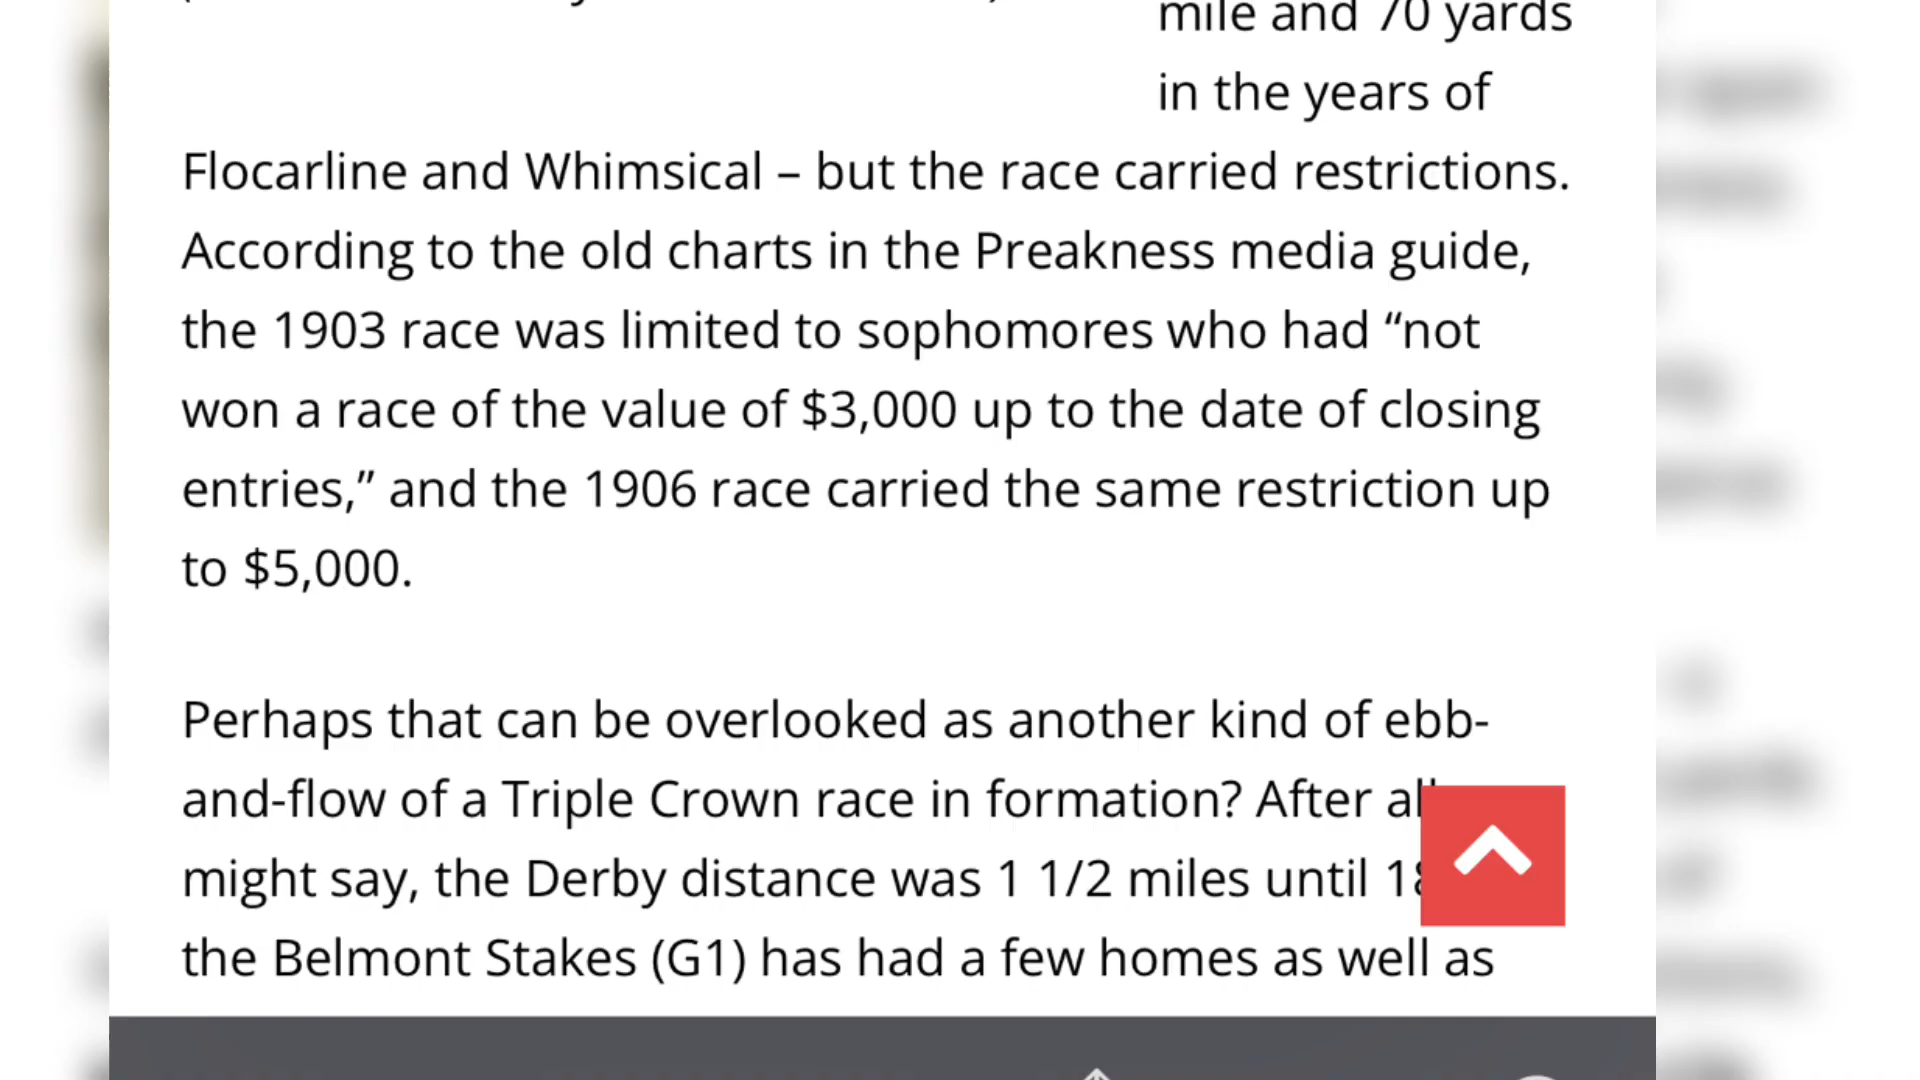 mile and 70 yards
in the years of
Flocarline and Whimsical – but the race carried restrictions.
According to the old charts in the Preakness media guide,
the 1903 race was limited to sophomores who had “not
won a race of the value of $3,000 up to the date of closing
entries,” and the 1906 race carried the same restriction up
to $5,000.
Perhaps that can be overlooked as another kind of ebb-
and-flow of a Triple Crown race in formation? After
might say, the Derby distance was 1 1/2 miles until
the Belmont Stakes (G1) has had a few homes as well as